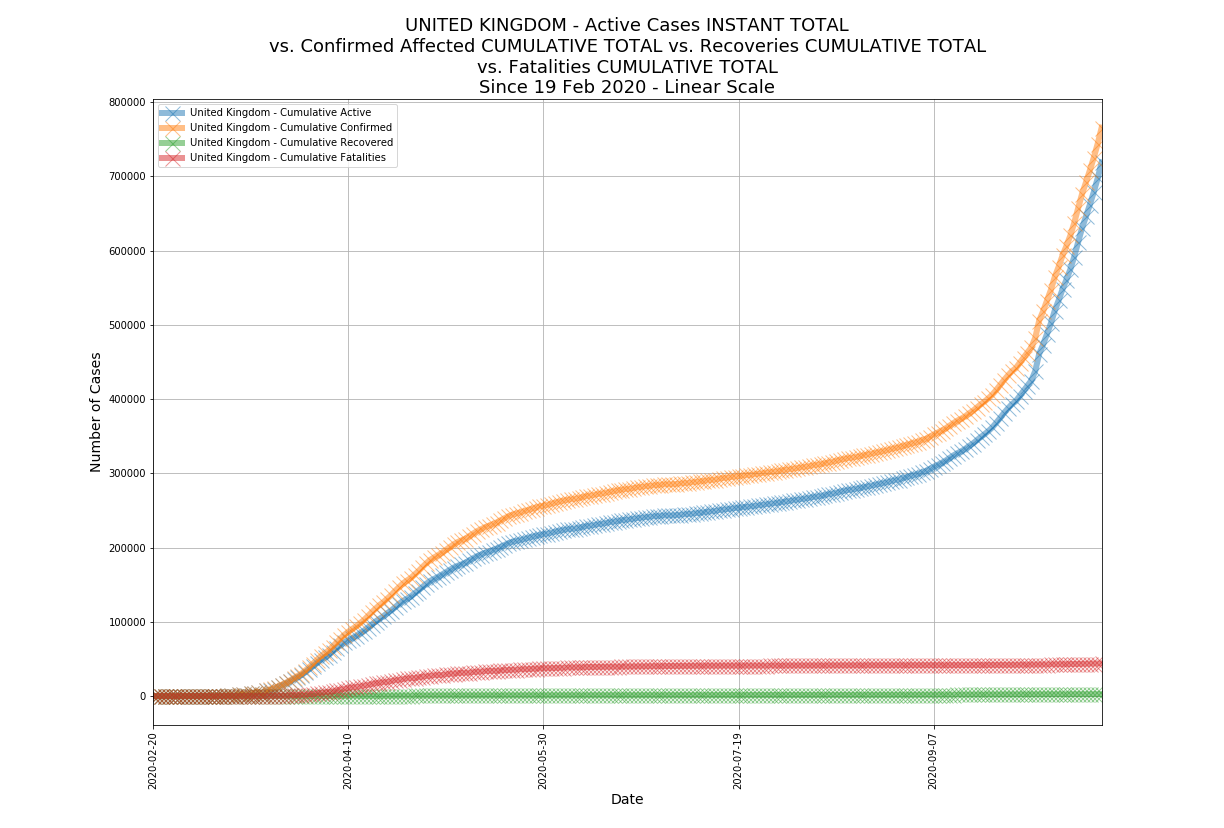 UNITED KINGDOM - Active Cases INSTANT TOTAL
vs. Confirmed Affected CUMULATIVE TOTAL vs. Recoveries CUMULATIVE TOTAL
vs. Fatalities CUMULATIVE TOTAL
Since 19 Feb 2020 - Linear Scale
United Kingdom - Cumulative Active
United Kingdom - Cumulative Confirmed
United Kingdom - Cumulative Recovered
United Kingdom - Cumulative Fatalities
Number of Cases
800000
700000
600000
500000
400000
300000
200000
100000
0
2020-02-20
2020-04-10
2020-05-30
2020-07-19
2020-09-07
Date